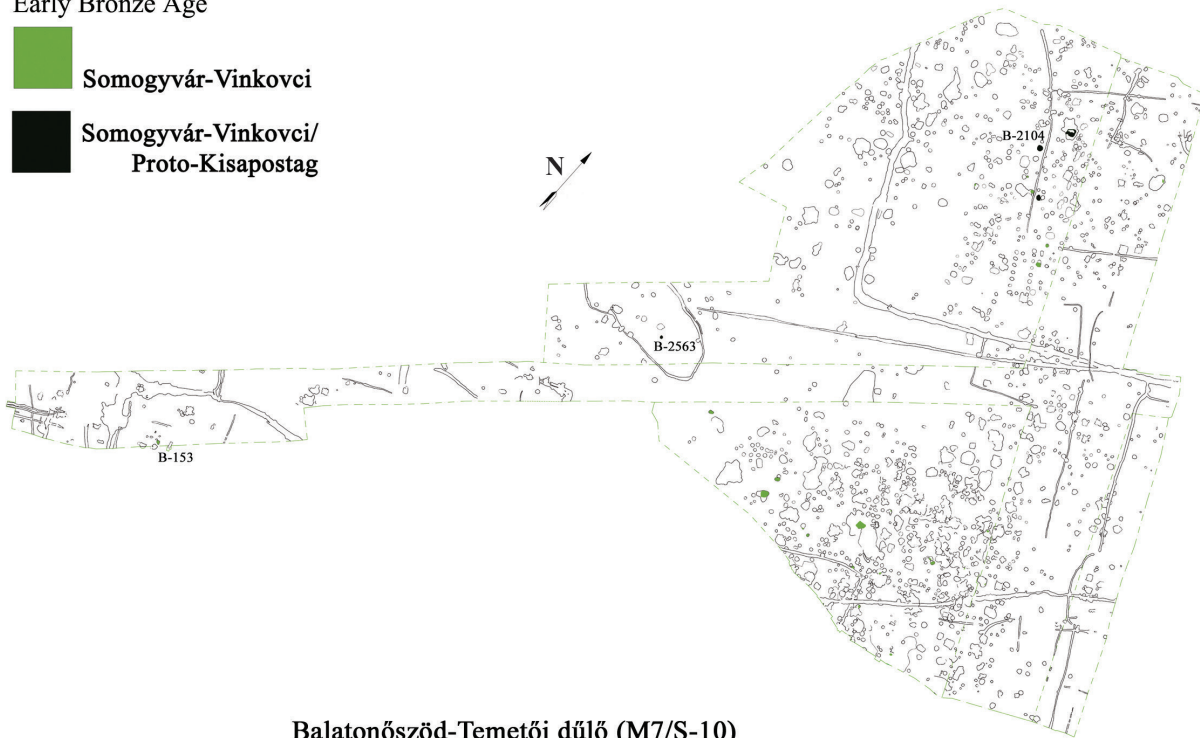 Early Bronze Age
Somogyvár-Vinkovci
Somogyvár-Vinkovci/
Proto-Kisapostag
N
B-2104
B-2563
B-153
Balatonőszöd-Temetői dűlő (M7/S-10)